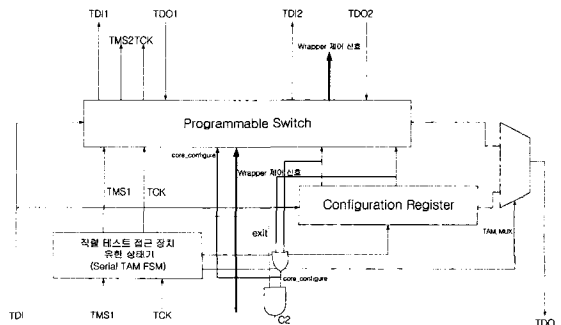 TDI1
TDO1
TDI2
TDO2
TMS2TCK
Wrapper 제어 신호
Programmable Switch
core_configure
Wrapper 제어 신호
TMS1
TCK
Configuration Register
exit
TAM_MUX
직렬 테스트 접근 장치
유한 상태기
(Serial TAM FSM)
core_configure
C2
TDI
TMS1
TCK
TDO